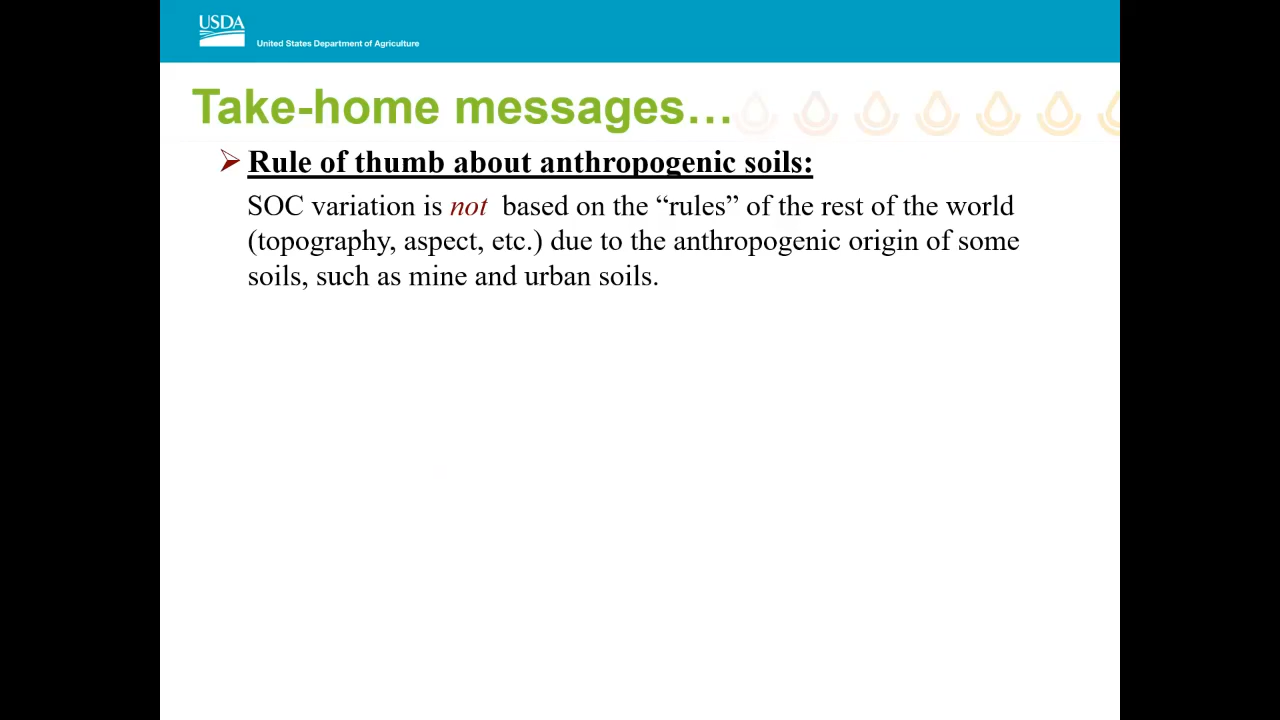 USDA
United States Department of Agriculture
Take-home messages…
Rule of thumb about anthropogenic soils:
SOC variation is not based on the “rules” of the rest of the world
(topography, aspect, etc.) due to the anthropogenic origin of some
soils, such as mine and urban soils.